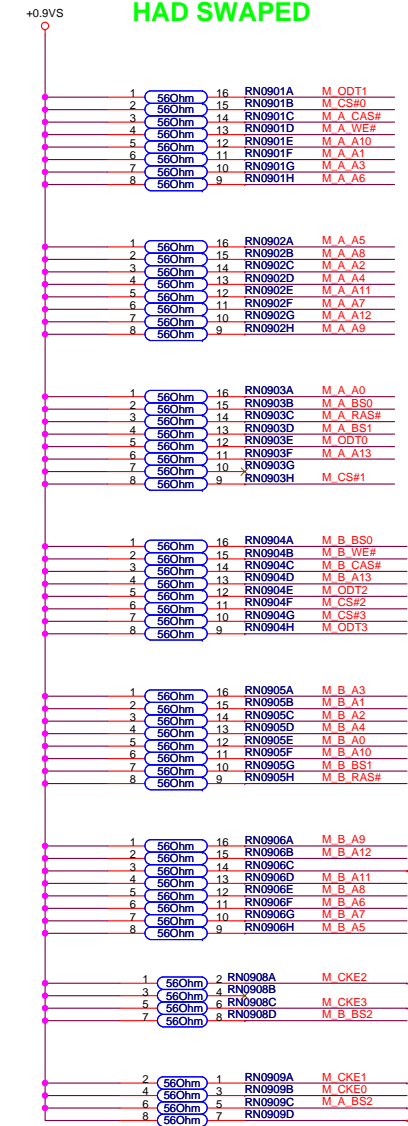 HAD SWAPED
+0.9VS
1 56Ohm 16 RN0901A M_ODT1
2 56Ohm 15 RN0901B M_CS#0
3 56Ohm 14 RN0901C M_A_CAS#
4 56Ohm 13 RN0901D M_A_WE#
5 56Ohm 12 RN0901E M_A_A10
6 56Ohm 11 RN0901F M_A_A1
7 56Ohm 10 RN0901G M_A_A3
8 56Ohm 9 RN0901H M_A_A6
1 56Ohm 16 RN0902A M_A_A5
2 56Ohm 15 RN0902B M_A_A8
3 56Ohm 14 RN0902C M_A_A2
4 56Ohm 13 RN0902D M_A_A4
5 56Ohm 12 RN0902E M_A_A11
6 56Ohm 11 RN0902F M_A_A7
7 56Ohm 10 RN0902G M_A_A12
8 56Ohm 9 RN0902H M_A_A9
1 56Ohm 16 RN0903A M_A_A0
2 56Ohm 15 RN0903B M_A_BS0
3 56Ohm 14 RN0903C M_A_RAS#
4 56Ohm 13 RN0903D M_A_BS1
5 56Ohm 12 RN0903E M_ODT0
6 56Ohm 11 RN0903F M_A_A13
7 56Ohm 10 RN0903G
8 56Ohm 9 RN0903H M_CS#1
1 56Ohm 16 RN0904A M_B_BS0
2 56Ohm 15 RN0904B M_B_WE#
3 56Ohm 14 RN0904C M_B_CAS#
4 56Ohm 13 RN0904D M_B_A13
5 56Ohm 12 RN0904E M_ODT2
6 56Ohm 11 RN0904F M_CS#2
7 56Ohm 10 RN0904G M_CS#3
8 56Ohm 9 RN0904H M_ODT3
1 56Ohm 16 RN0905A M_B_A3
2 56Ohm 15 RN0905B M_B_A1
3 56Ohm 14 RN0905C M_B_A2
4 56Ohm 13 RN0905D M_B_A4
5 56Ohm 12 RN0905E M_B_A0
6 56Ohm 11 RN0905F M_B_A10
7 56Ohm 10 RN0905G M_B_BS1
8 56Ohm 9 RN0905H M_B_RAS#
1 56Ohm 16 RN0906A M_B_A9
2 56Ohm 15 RN0906B M_B_A12
3 56Ohm 14 RN0906C
4 56Ohm 13 RN0906D M_B_A11
5 56Ohm 12 RN0906E M_B_A8
6 56Ohm 11 RN0906F M_B_A6
7 56Ohm 10 RN0906G M_B_A7
8 56Ohm 9 RN0906H M_B_A5
1 56Ohm 2 RN0908A M_CKE2
3 56Ohm 4 RN0908B
5 56Ohm 6 RN0908C M_CKE3
7 56Ohm 8 RN0908D M_B_BS2
2 56Ohm 1 RN0909A M_CKE1
4 56Ohm 3 RN0909B M_CKE0
6 56Ohm 5 RN0909C M_A_BS2
8 56Ohm 7 RN0909D